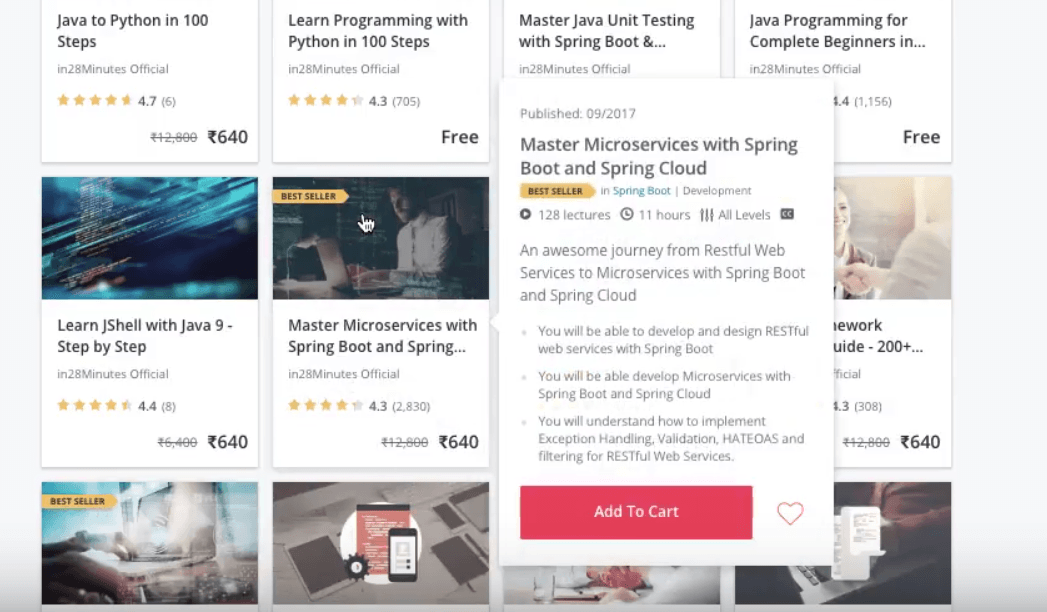 Java to Python in 100
Steps
in28Minutes Official
4.7 (6)
₹12,800 ₹640
Learn Programming with
Python in 100 Steps
in28Minutes Official
4.3 (705)
Free
Master Java Unit Testing
with Spring Boot &...
in28Minutes Official
Java Programming for
Complete Beginners in...
in28Minutes Official
4.4 (1,156)
Free
Learn JShell with Java 9 -
Step by Step
in28Minutes Official
4.4 (8)
₹6,400 ₹640
BEST SELLER
Master Microservices with
Spring Boot and Spring...
in28Minutes Official
4.3 (2,830)
₹12,800 ₹640
Published: 09/2017
Master Microservices with Spring
Boot and Spring Cloud
BEST SELLER in Spring Boot | Development
128 lectures 11 hours All Levels CC
An awesome journey from Restful Web
Services to Microservices with Spring Boot
and Spring Cloud
You will be able to develop and design RESTful
web services with Spring Boot
You will be able develop Microservices with
Spring Boot and Spring Cloud
You will understand how to implement
Exception Handling, Validation, HATEOAS and
filtering for RESTful Web Services.
Add To Cart
uide - 200+...
4.3 (308)
₹12,800 ₹640
BEST SELLER